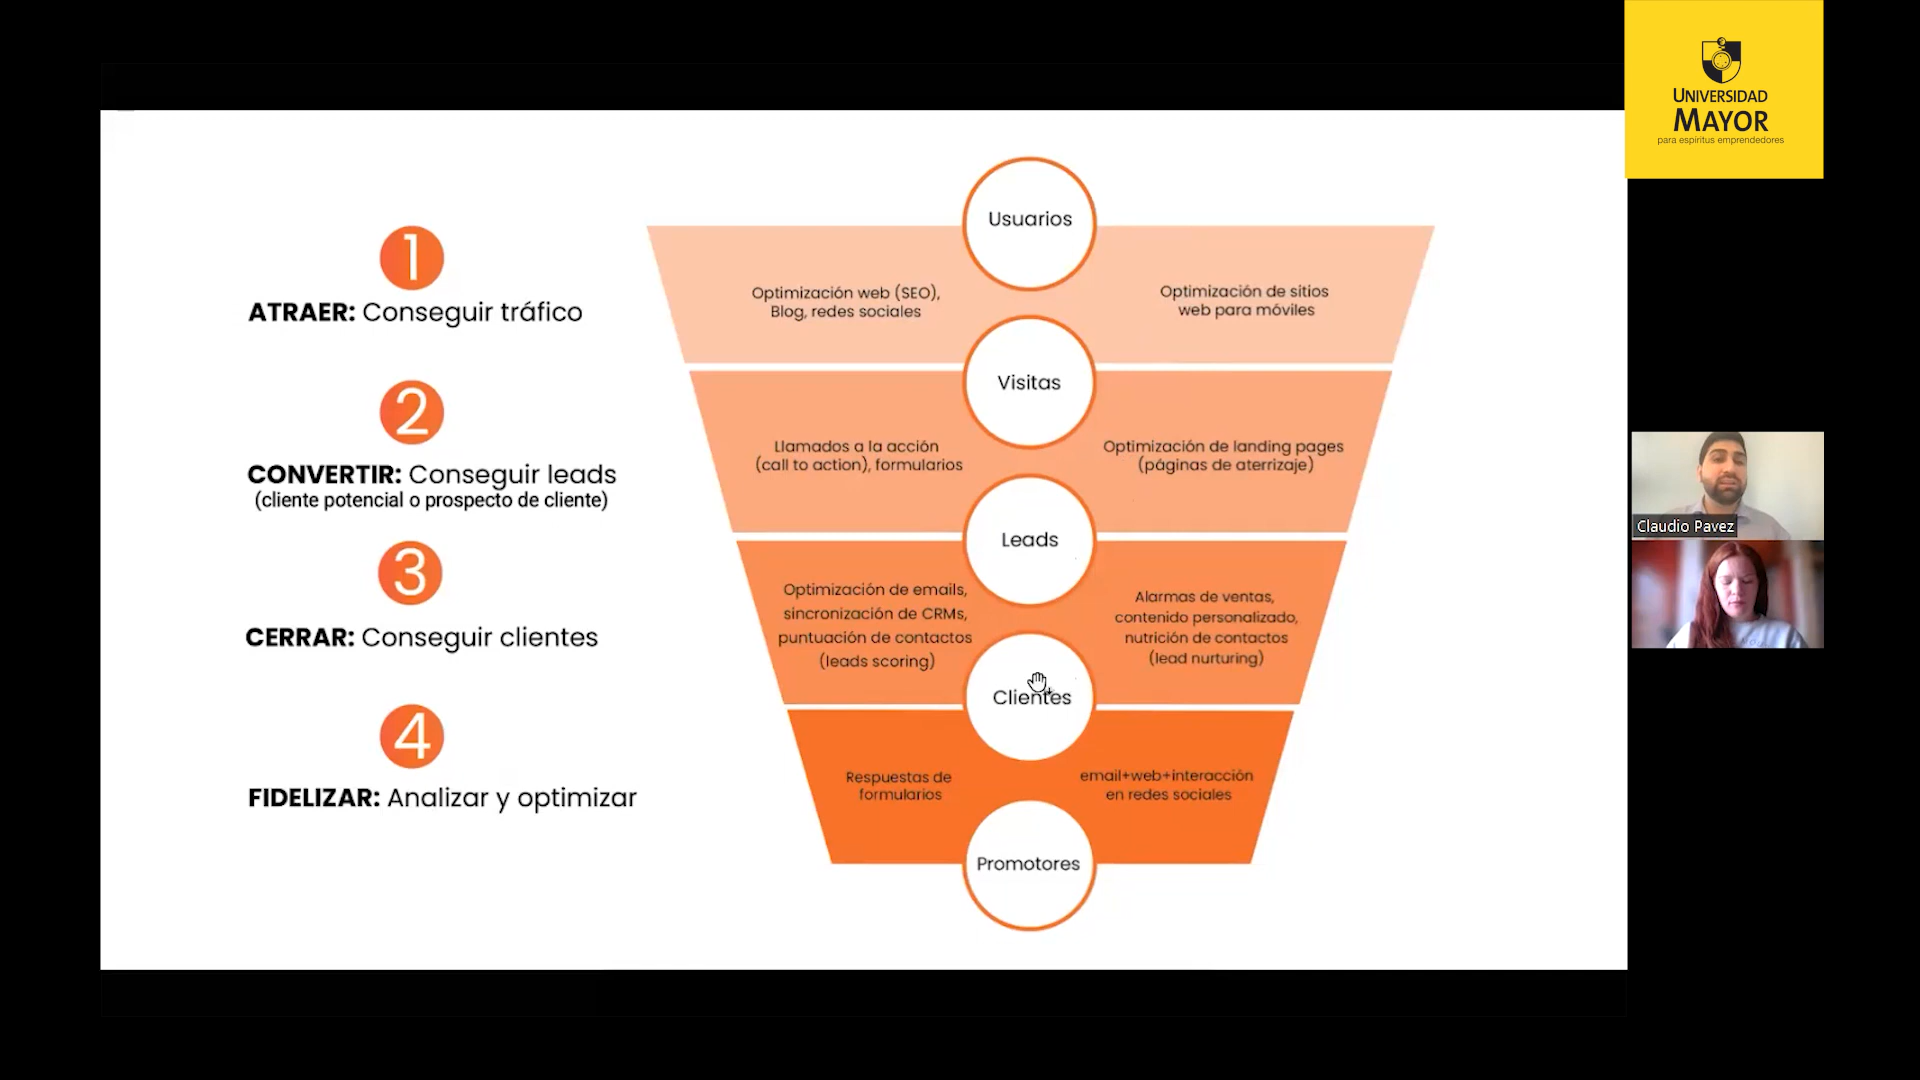 UNIVERSIDAD
MAYOR
para espíritus emprendedores
1
ATRAER: Conseguir tráfico
2
CONVERTIR: Conseguir leads
(cliente potencial o prospecto de cliente)
3
CERRAR: Conseguir clientes
4
FIDELIZAR: Analizar y optimizar
Usuarios
Optimización web (SEO),
Blog, redes sociales
Optimización de sitios
web para móviles
Visitas
Llamados a la acción
(call to action), formularios
Optimización de landing pages
(páginas de aterrizaje)
Leads
Optimización de emails,
sincronización de CRMs,
puntuación de contactos
(leads scoring)
Alarmas de ventas,
contenido personalizado,
nutrición de contactos
(lead nurturing)
Clientes
Respuestas de
formularios
email+web+interacción
en redes sociales
Promotores
Claudio Pavez